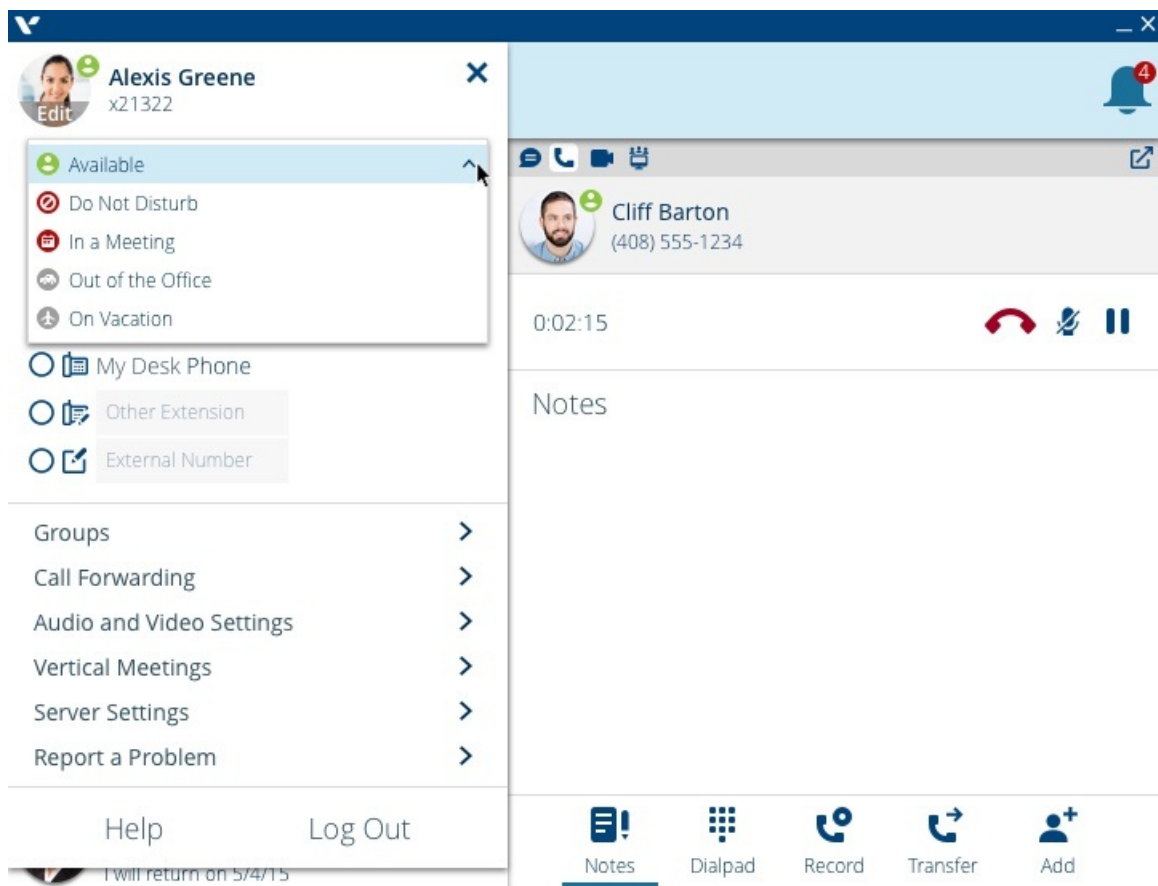 Alexis Greene
x21322
Edit
Available
Do Not Disturb
In a Meeting
Out of the Office
On Vacation
My Desk Phone
Other Extension
External Number
Groups
Call Forwarding
Audio and Video Settings
Vertical Meetings
Server Settings
Report a Problem
Help
Log Out
I will return on 5/4/15
4
Cliff Barton
(408) 555-1234
0:02:15
Notes
Notes
Dialpad
Record
Transfer
Add